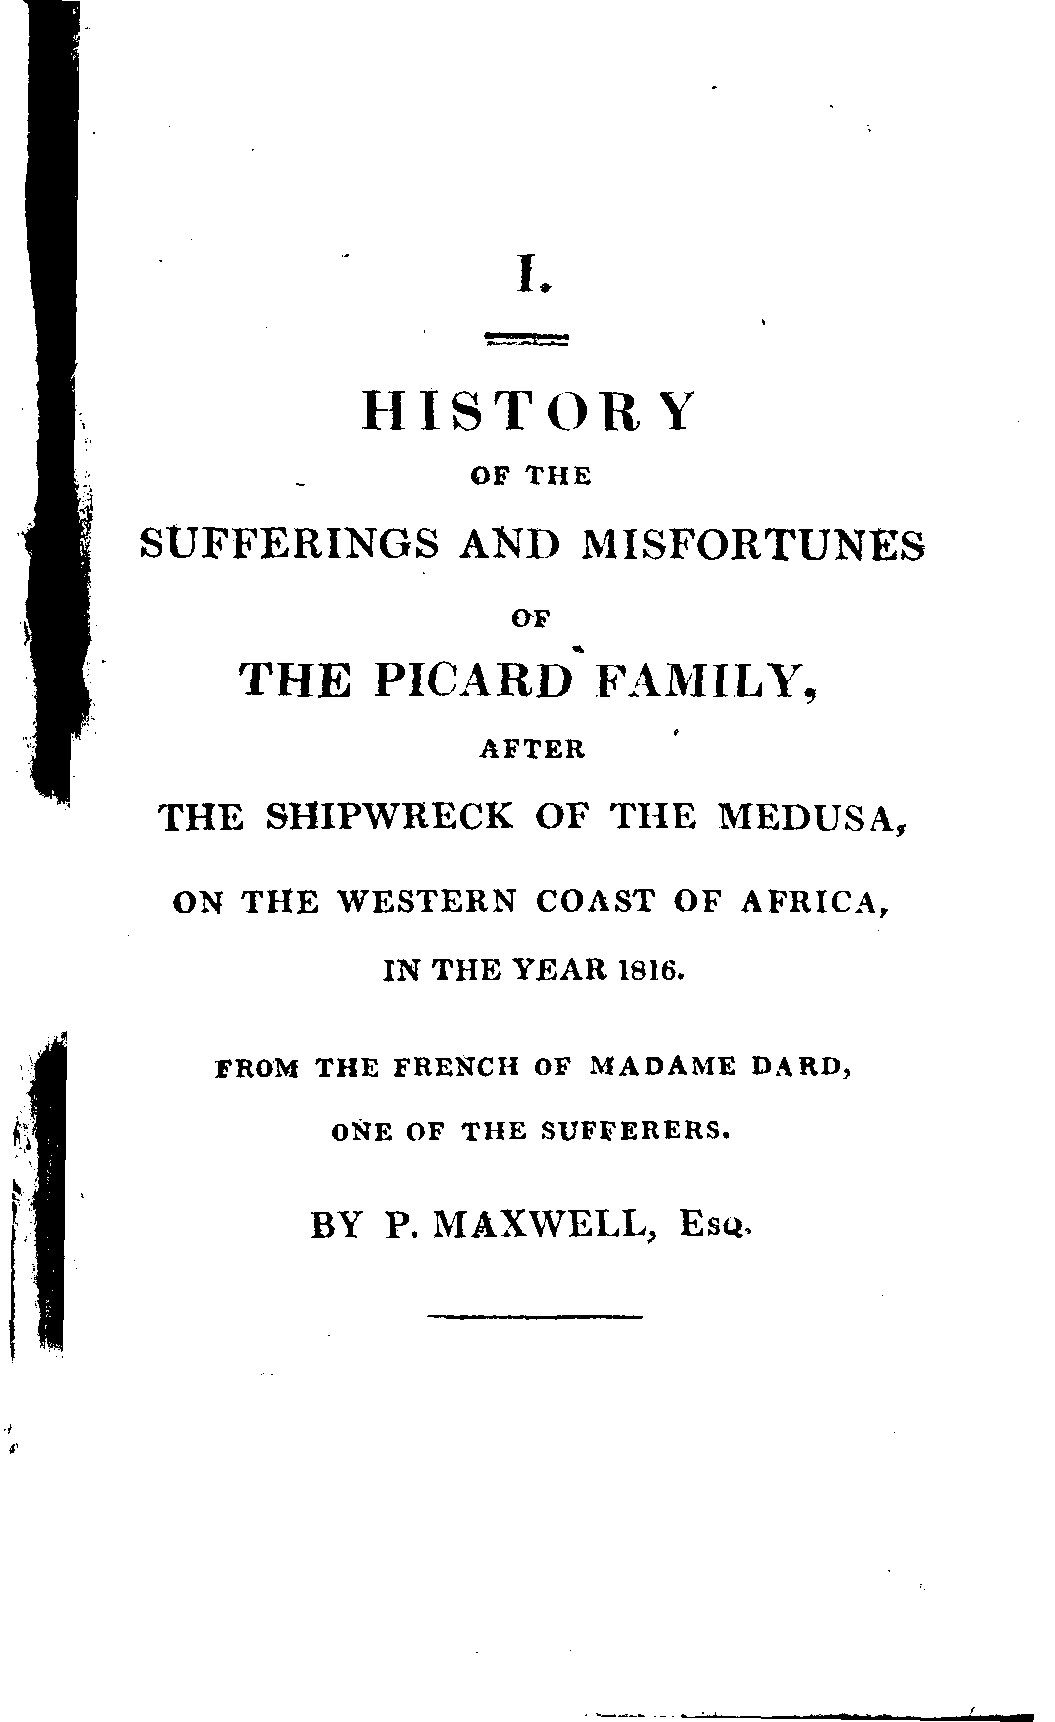 I.
HISTORY
OF THE
SUFFERINGS AND MISFORTUNES
OF
THE PICARD FAMILY,
AFTER
THE SHIPWRECK OF THE MEDUSA,
ON THE WESTERN COAST OF AFRICA,
IN THE YEAR 1816.
FROM THE FRENCH OF MADAME DARD,
ONE OF THE SUFFERERS.
BY P. MAXWELL, Esq.